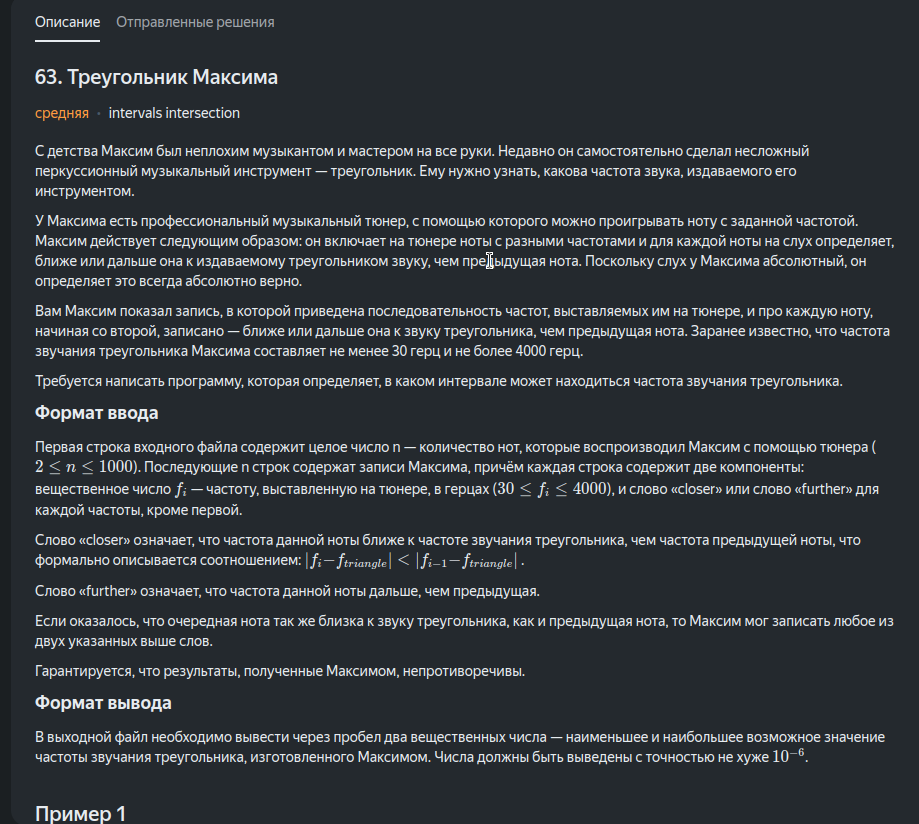 Описание Отправленные решения
63. Треугольник Максима
средняя · intervals intersection
С детства Максим был неплохим музыкантом и мастером на все руки. Недавно он самостоятельно сделал несложный
перкуссионный музыкальный инструмент — треугольник. Ему нужно узнать, какова частота звука, издаваемого его
инструментом.
У Максима есть профессиональный музыкальный тюнер, с помощью которого можно проигрывать ноту с заданной частотой.
Максим действует следующим образом: он включает на тюнере ноты с разными частотами и для каждой ноты на слух определяет,
ближе или дальше она к издаваемому треугольником звуку, чем предыдущая нота. Поскольку слух у Максима абсолютный, он
определяет это всегда абсолютно верно.
Вам Максим показал запись, в которой приведена последовательность частот, выставляемых им на тюнере, и про каждую ноту,
начиная со второй, записано — ближе или дальше она к звуку треугольника, чем предыдущая нота. Заранее известно, что частота
звучания треугольника Максима составляет не менее 30 герц и не более 4000 герц.
Требуется написать программу, которая определяет, в каком интервале может находиться частота звучания треугольника.
Формат ввода
Первая строка входного файла содержит целое число n — количество нот, которые воспроизводил Максим с помощью тюнера (
2 ≤ n ≤ 1000). Последующие n строк содержат записи Максима, причём каждая строка содержит две компоненты:
вещественное число f_i — частоту, выставленную на тюнере, в герцах (30 ≤ f_i ≤ 4000), и слово «closer» или слово «further» для
каждой частоты, кроме первой.
Слово «closer» означает, что частота данной ноты ближе к частоте звучания треугольника, чем частота предыдущей ноты, что
формально описывается соотношением: |f_i−f_{triangle}| < |f_{i−1}−f_{triangle}| .
Слово «further» означает, что частота данной ноты дальше, чем предыдущая.
Если оказалось, что очередная нота так же близка к звуку треугольника, как и предыдущая нота, то Максим мог записать любое из
двух указанных выше слов.
Гарантируется, что результаты, полученные Максимом, непротиворечивы.
Формат вывода
В выходной файл необходимо вывести через пробел два вещественных числа — наименьшее и наибольшее возможное значение
частоты звучания треугольника, изготовленного Максимом. Числа должны быть выведены с точностью не хуже 10^{−6}.
Пример 1